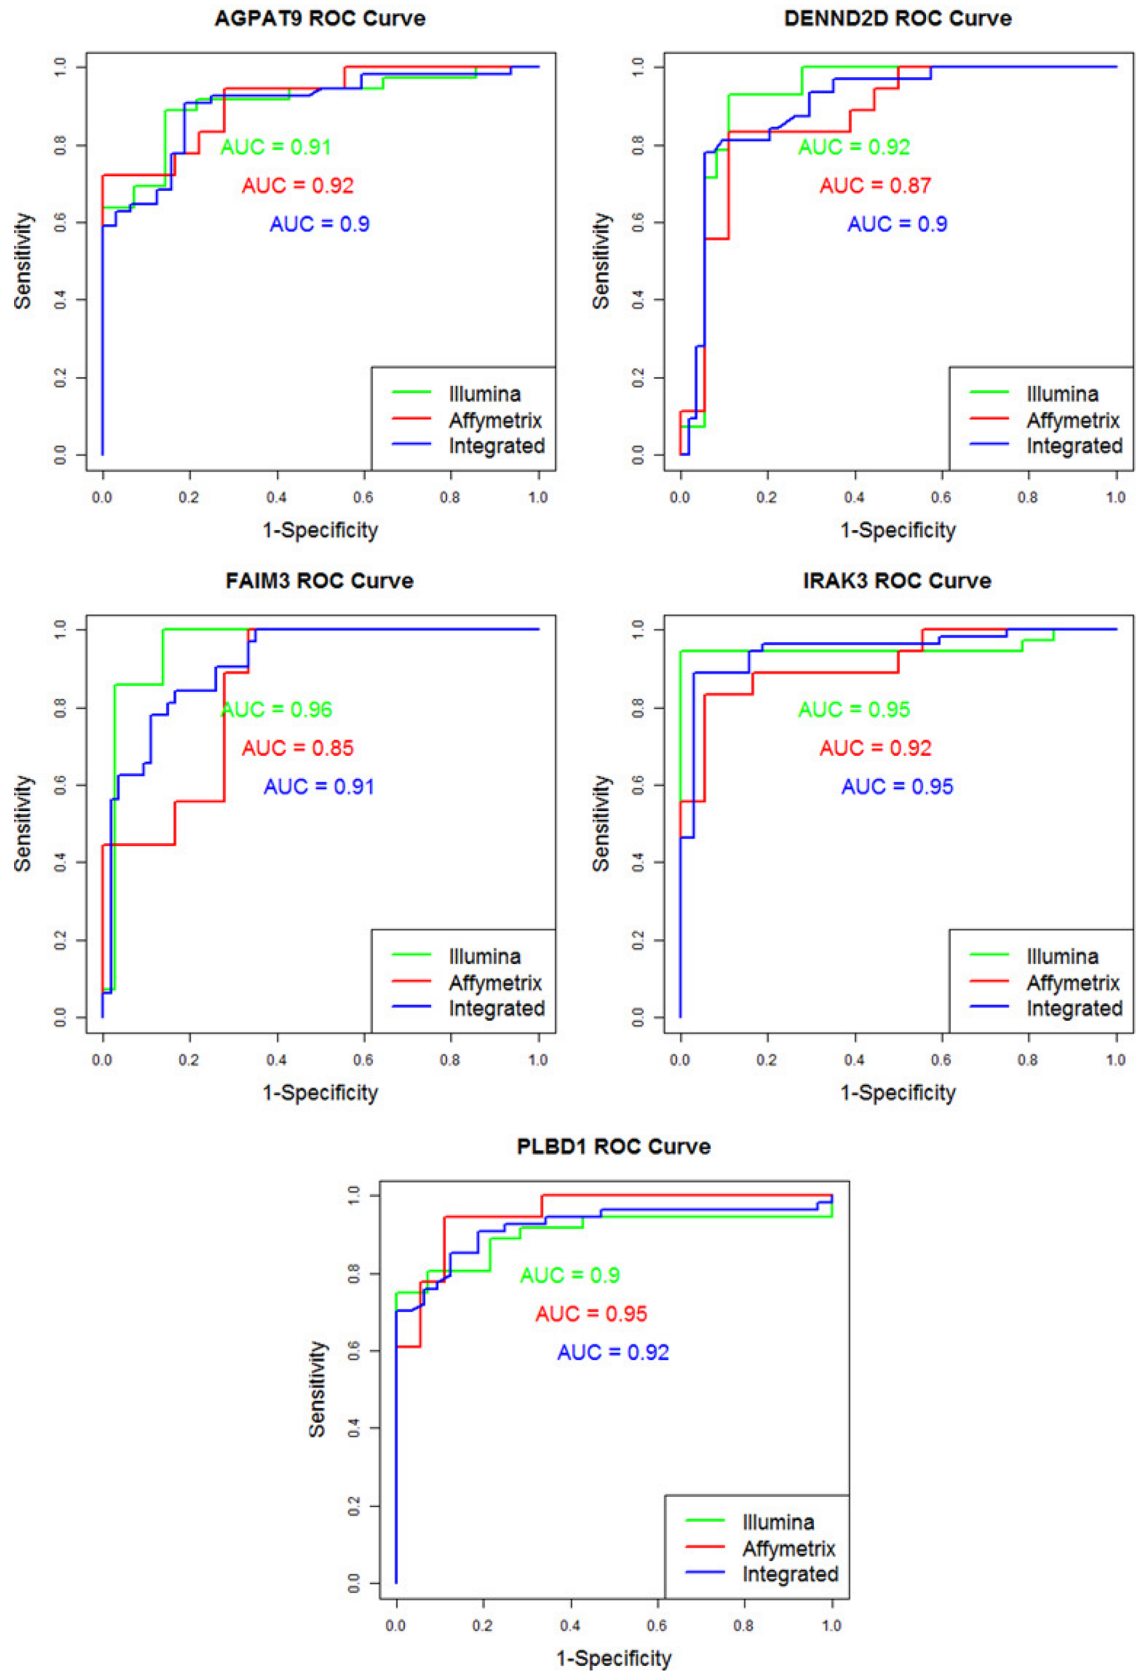 AGPAT9 ROC Curve
Sensitivity
0.0
0.2
0.4
0.6
0.8
1.0
AUC = 0.91
AUC = 0.92
AUC = 0.9
Illumina
Affymetrix
Integrated
0.0 0.2 0.4 0.6 0.8 1.0
1-Specificity
DENND2D ROC Curve
Sensitivity
0.0
0.2
0.4
0.6
0.8
1.0
AUC = 0.92
AUC = 0.87
AUC = 0.9
Illumina
Affymetrix
Integrated
0.0 0.2 0.4 0.6 0.8 1.0
1-Specificity
FAIM3 ROC Curve
Sensitivity
0.0
0.2
0.4
0.6
0.8
1.0
AUC = 0.96
AUC = 0.85
AUC = 0.91
Illumina
Affymetrix
Integrated
0.0 0.2 0.4 0.6 0.8 1.0
1-Specificity
IRAK3 ROC Curve
Sensitivity
0.0
0.2
0.4
0.6
0.8
1.0
AUC = 0.95
AUC = 0.92
AUC = 0.95
Illumina
Affymetrix
Integrated
0.0 0.2 0.4 0.6 0.8 1.0
1-Specificity
PLBD1 ROC Curve
Sensitivity
0.0
0.2
0.4
0.6
0.8
1.0
AUC = 0.9
AUC = 0.95
AUC = 0.92
Illumina
Affymetrix
Integrated
0.0 0.2 0.4 0.6 0.8 1.0
1-Specificity